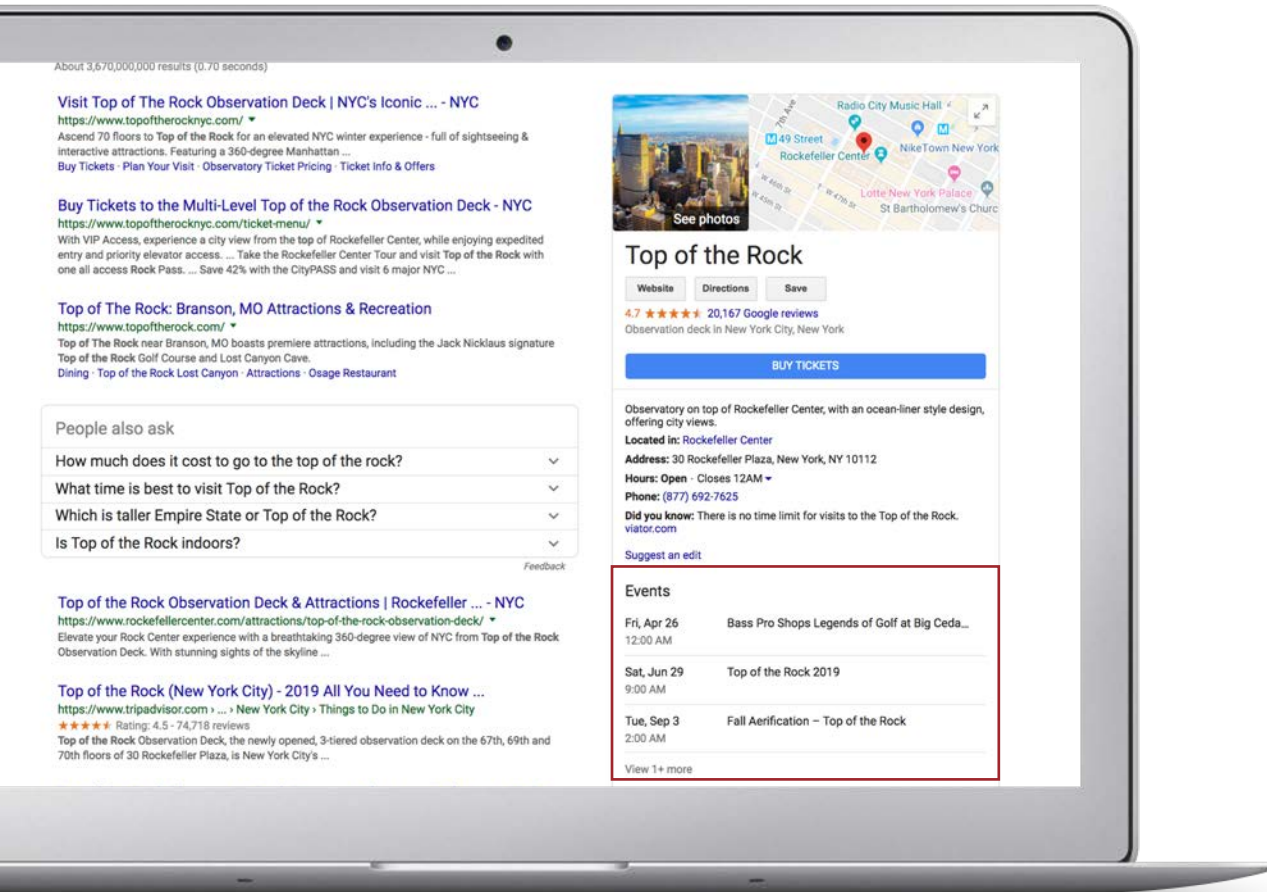 About 3,670,000,000 results (0.70 seconds)
Visit Top of The Rock Observation Deck | NYC's Iconic ... - NYC
https://www.topoftherocknyc.com/
Ascend 70 floors to Top of the Rock for an elevated NYC winter experience - full of sightseeing &
interactive attractions. Featuring a 360-degree Manhattan ...
Buy Tickets · Plan Your Visit · Observatory Ticket Pricing · Ticket Info & Offers
Buy Tickets to the Multi-Level Top of the Rock Observation Deck - NYC
https://www.topoftherocknyc.com/ticket-menu/
With VIP Access, experience a city view from the top of Rockefeller Center, while enjoying expedited
entry and priority elevator access. ... Take the Rockefeller Center Tour and visit Top of the Rock with
one all access Rock Pass. ... Save 42% with the CityPASS and visit 6 major NYC ...
Top of The Rock: Branson, MO Attractions & Recreation
https://www.topoftherock.com/
Top of The Rock near Branson, MO boasts premiere attractions, including the Jack Nicklaus signature
Top of the Rock Golf Course and Lost Canyon Cave.
Dining · Top of the Rock Lost Canyon · Attractions · Osage Restaurant
People also ask
How much does it cost to go to the top of the rock?
What time is best to visit Top of the Rock?
Which is taller Empire State or Top of the Rock?
Is Top of the Rock indoors?
Feedback
Top of the Rock Observation Deck & Attractions | Rockefeller ... - NYC
https://www.rockefellercenter.com/attractions/top-of-the-rock-observation-deck/
Elevate your Rock Center experience with a breathtaking 360-degree view of NYC from Top of the Rock
Observation Deck. With stunning sights of the skyline ...
Top of the Rock (New York City) - 2019 All You Need to Know ...
https://www.tripadvisor.com › ... › New York City › Things to Do in New York City
★★★★★ Rating: 4.5 - 74,718 reviews
Top of the Rock Observation Deck, the newly opened, 3-tiered observation deck on the 67th, 69th and
70th floors of 30 Rockefeller Plaza, is New York City's ...
See photos
7th Ave
Radio City Music Hall
M 49 Street
Rockefeller Center
NikeTown New York
W 46th St
W 45th St
W 47th St
Lotte New York Palace
St Bartholomew's Churc
Top of the Rock
Website Directions Save
4.7 ★★★★★ 20,167 Google reviews
Observation deck in New York City, New York
BUY TICKETS
Observatory on top of Rockefeller Center, with an ocean-liner style design,
offering city views.
Located in: Rockefeller Center
Address: 30 Rockefeller Plaza, New York, NY 10112
Hours: Open · Closes 12AM
Phone: (877) 692-7625
Did you know: There is no time limit for visits to the Top of the Rock.
viator.com
Suggest an edit
Events
Fri, Apr 26 Bass Pro Shops Legends of Golf at Big Ceda...
12:00 AM
Sat, Jun 29 Top of the Rock 2019
9:00 AM
Tue, Sep 3 Fall Aerification – Top of the Rock
2:00 AM
View 1+ more